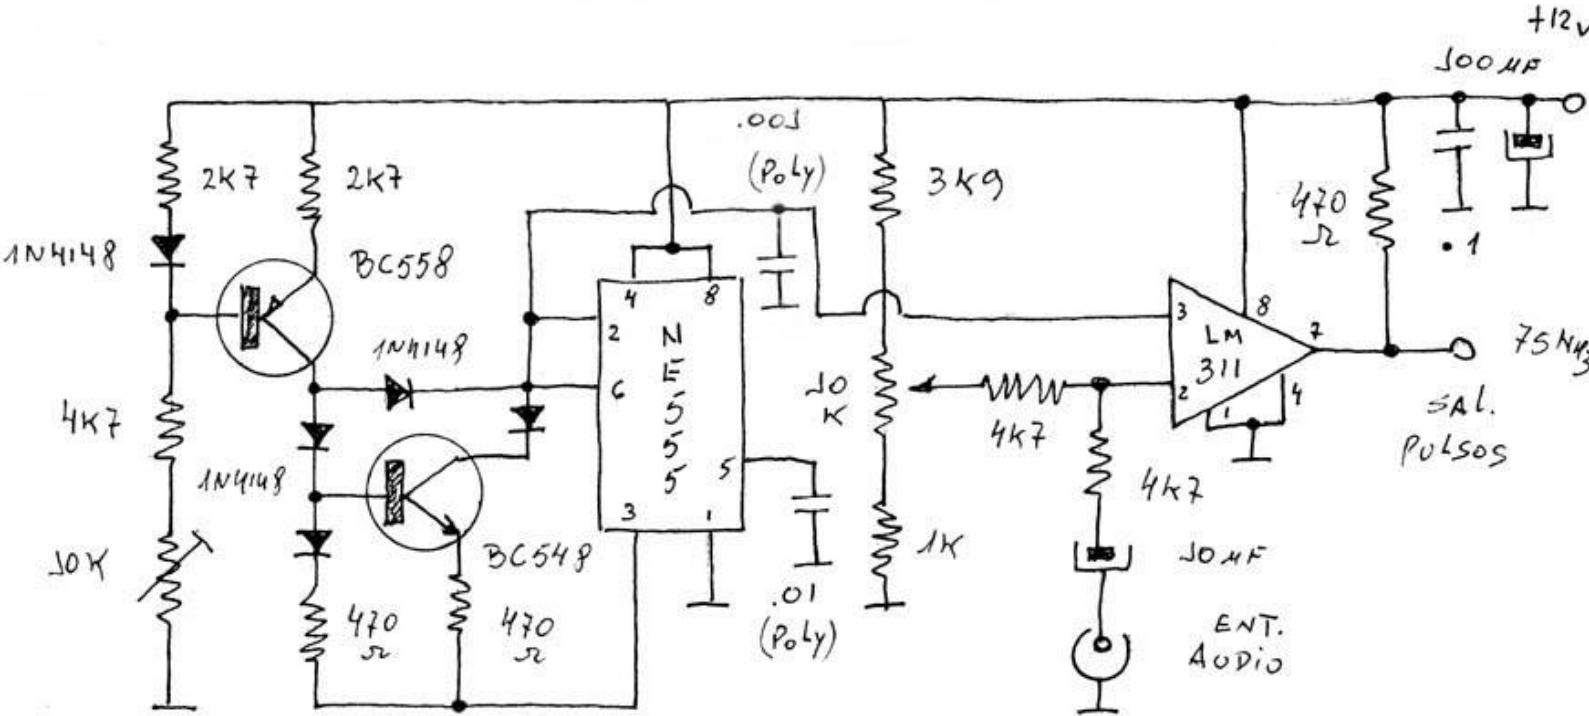 +12v
100 MF
.001
(Poly)
2K7
2K7
3K9
470
Ω
.1
1N4148
BC558
4
8
N
E
5
5
5
2
6
5
3
1
1N4148
10
K
3
8
LM
311
7
2
1
4
75 KHz
SAL.
PULSOS
4K7
4K7
4K7
1N4148
BC548
10K
470
Ω
470
Ω
.01
(Poly)
1K
10 MF
ENT.
AUDIO